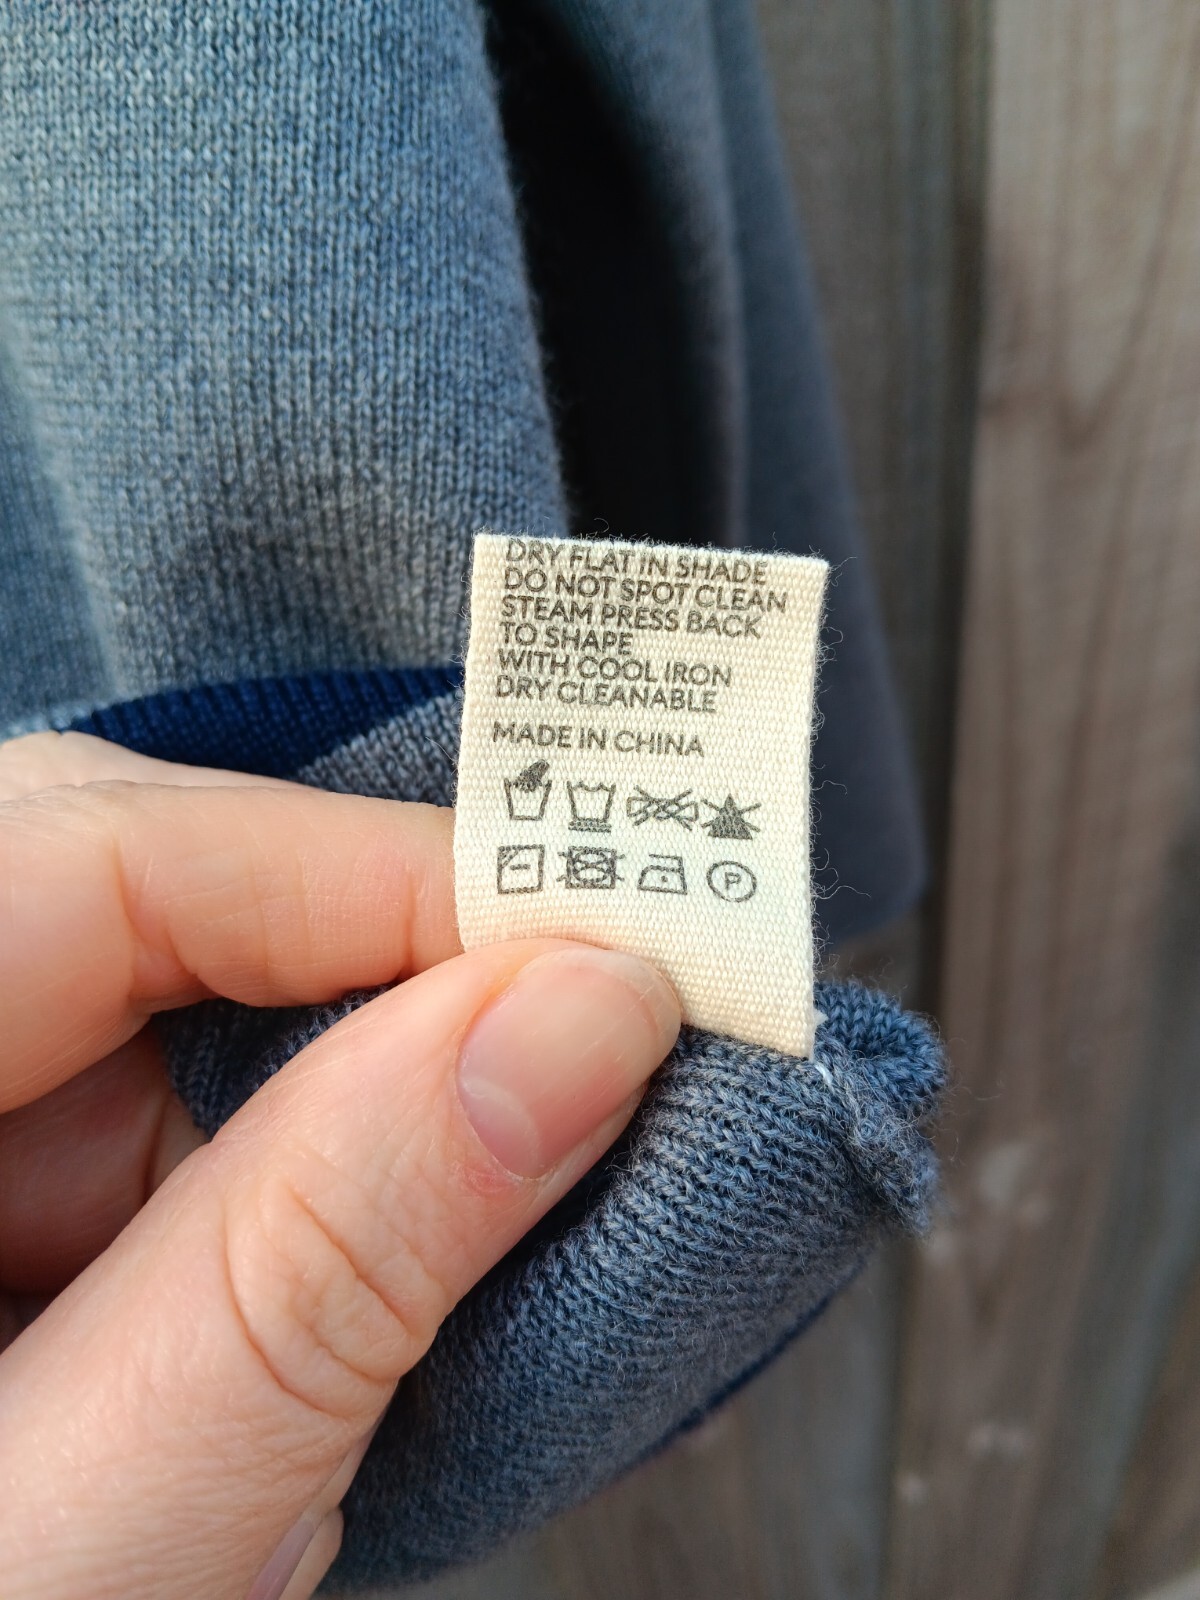 DRY FLAT IN SHADE
DO NOT SPOT CLEAN
STEAM PRESS BACK
TO SHAPE
WITH COOL IRON
DRY CLEANABLE
MADE IN CHINA
P